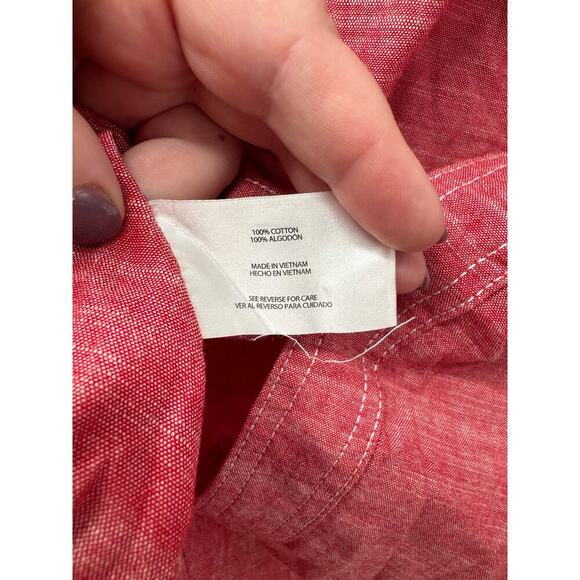 100% COTTON
100% ALGODÓN
MADE IN VIETNAM
HECHO EN VIETNAM
SEE REVERSE FOR CARE
VER AL REVERSO PARA CUIDADO